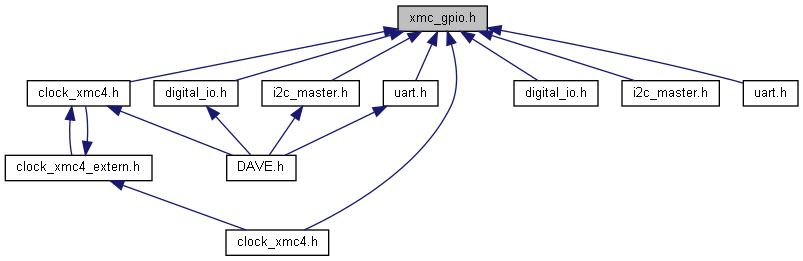 xmc_gpio.h
clock_xmc4.h
digital_io.h
i2c_master.h
uart.h
digital_io.h
i2c_master.h
uart.h
clock_xmc4_extern.h
DAVE.h
clock_xmc4.h